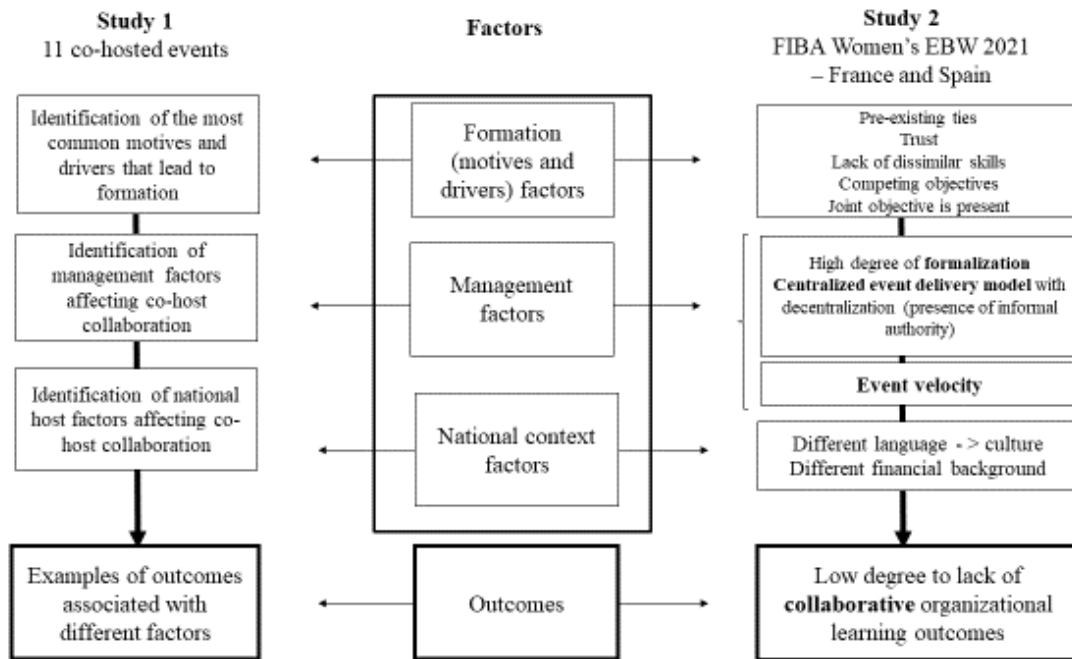 Study 1
11 co-hosted events
Identification of the most
common motives and
drivers that lead to
formation
Identification of
management factors
affecting co-host
collaboration
Identification of national
host factors affecting co-
host collaboration
Examples of outcomes
associated with
different factors
Factors
Formation
(motives and
drivers) factors
Management
factors
National context
factors
Outcomes
Study 2
FIBA Women's EBW 2021
– France and Spain
Pre-existing ties
Trust
Lack of dissimilar skills
Competing objectives
Joint objective is present
High degree of formalization
Centralized event delivery model with
decentralization (presence of informal
authority)
Event velocity
Different language - > culture
Different financial background
Low degree to lack of
collaborative organizational
learning outcomes